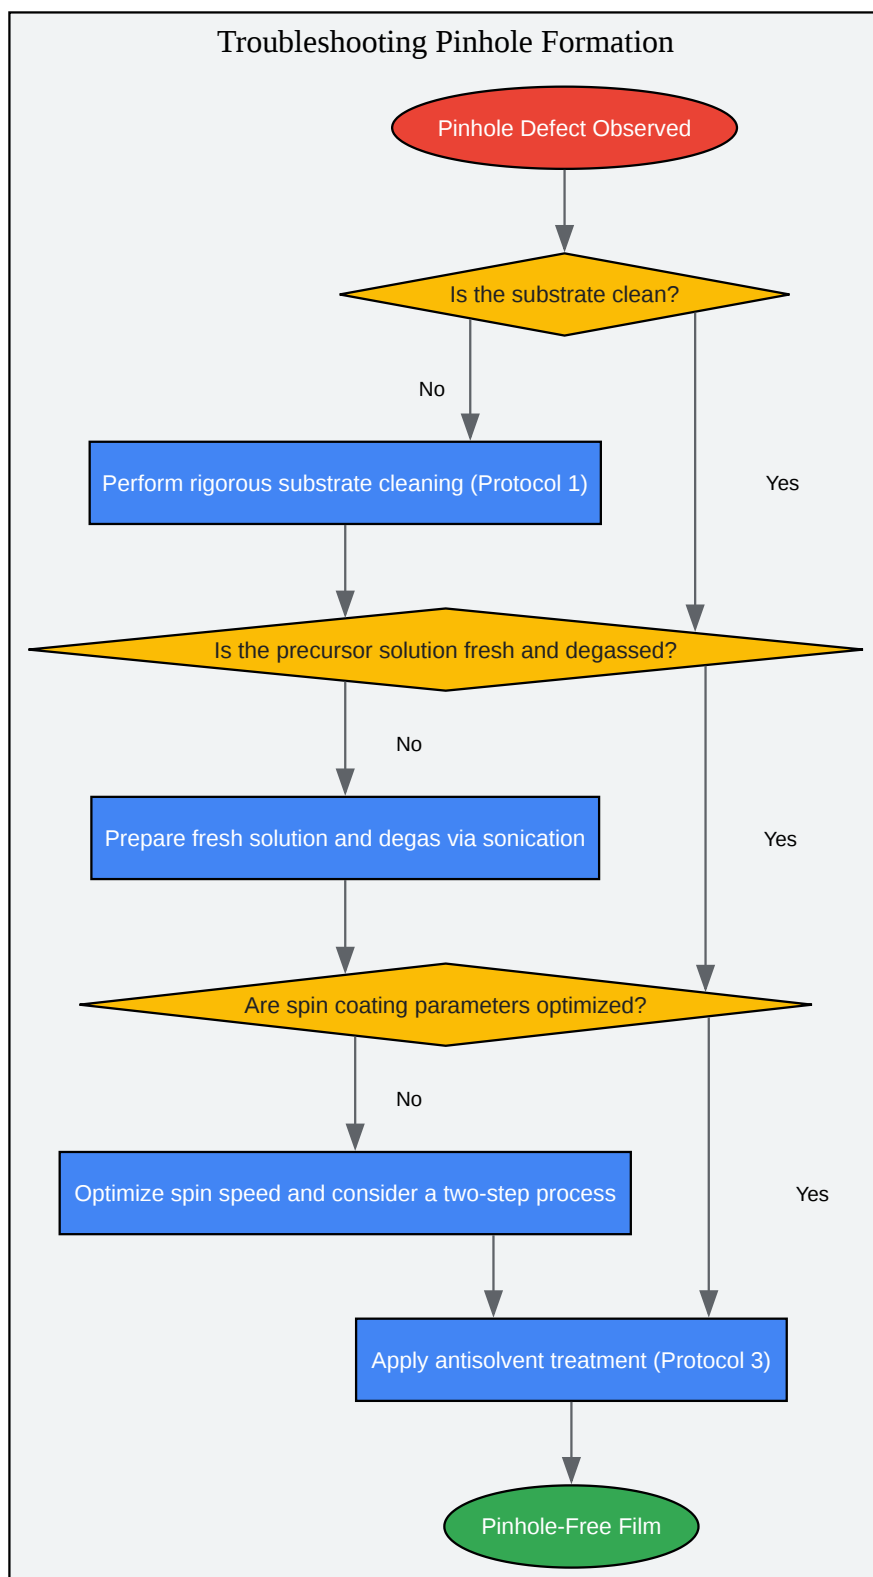 Troubleshooting Pinhole Formation
Pinhole Defect Observed
Is the substrate clean?
No
Perform rigorous substrate cleaning (Protocol 1)
Yes
Is the precursor solution fresh and degassed?
No
Prepare fresh solution and degas via sonication
Yes
Are spin coating parameters optimized?
No
Optimize spin speed and consider a two-step process
Yes
Apply antisolvent treatment (Protocol 3)
Pinhole-Free Film